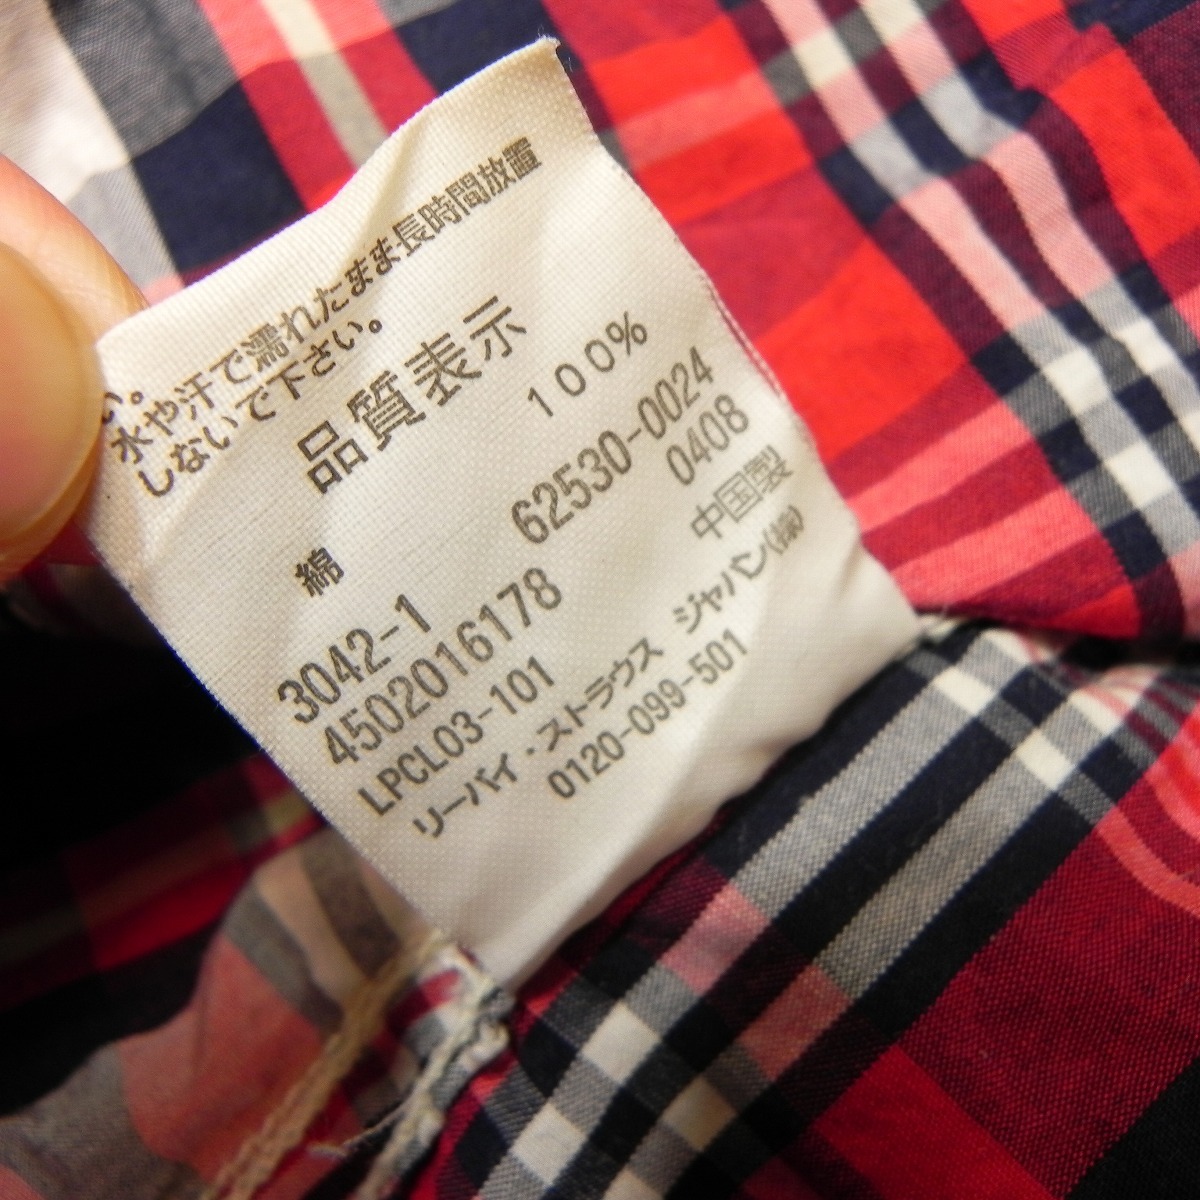 い。
水や汗で濡れたまま長時間放置
しないで下さい。
品質表示
綿 100%
3042-1 62530-0024
4502016178 0408
LPCL03-101 中国製
リーバイ・ストラウス ジャパン(株)
0120-099-501